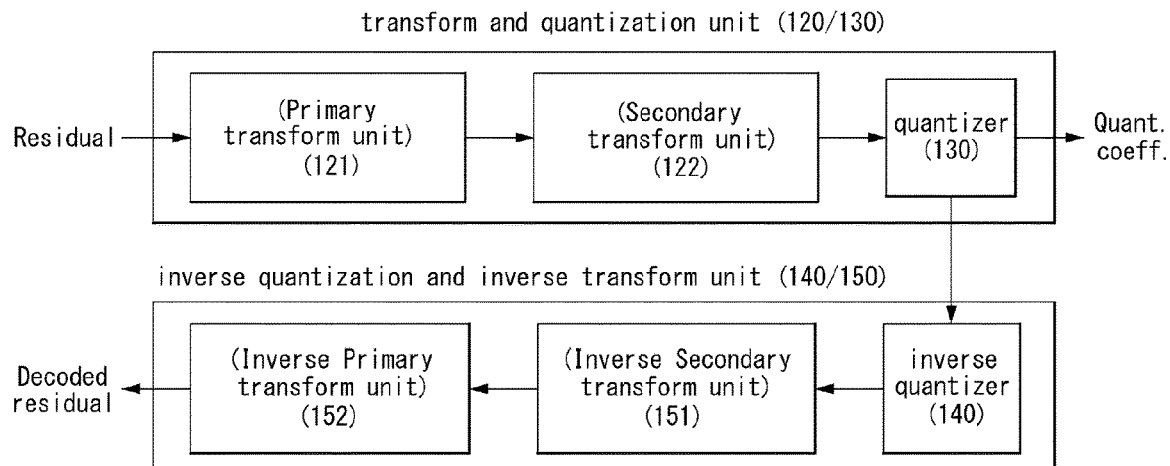 transform and quantization unit (120/130)
Residual
(Primary
transform unit)
(121)
(Secondary
transform unit)
(122)
quantizer
(130)
Quant.
coeff.
inverse quantization and inverse transform unit (140/150)
Decoded
residual
(Inverse Primary
transform unit)
(152)
(Inverse Secondary
transform unit)
(151)
inverse
quantizer
(140)